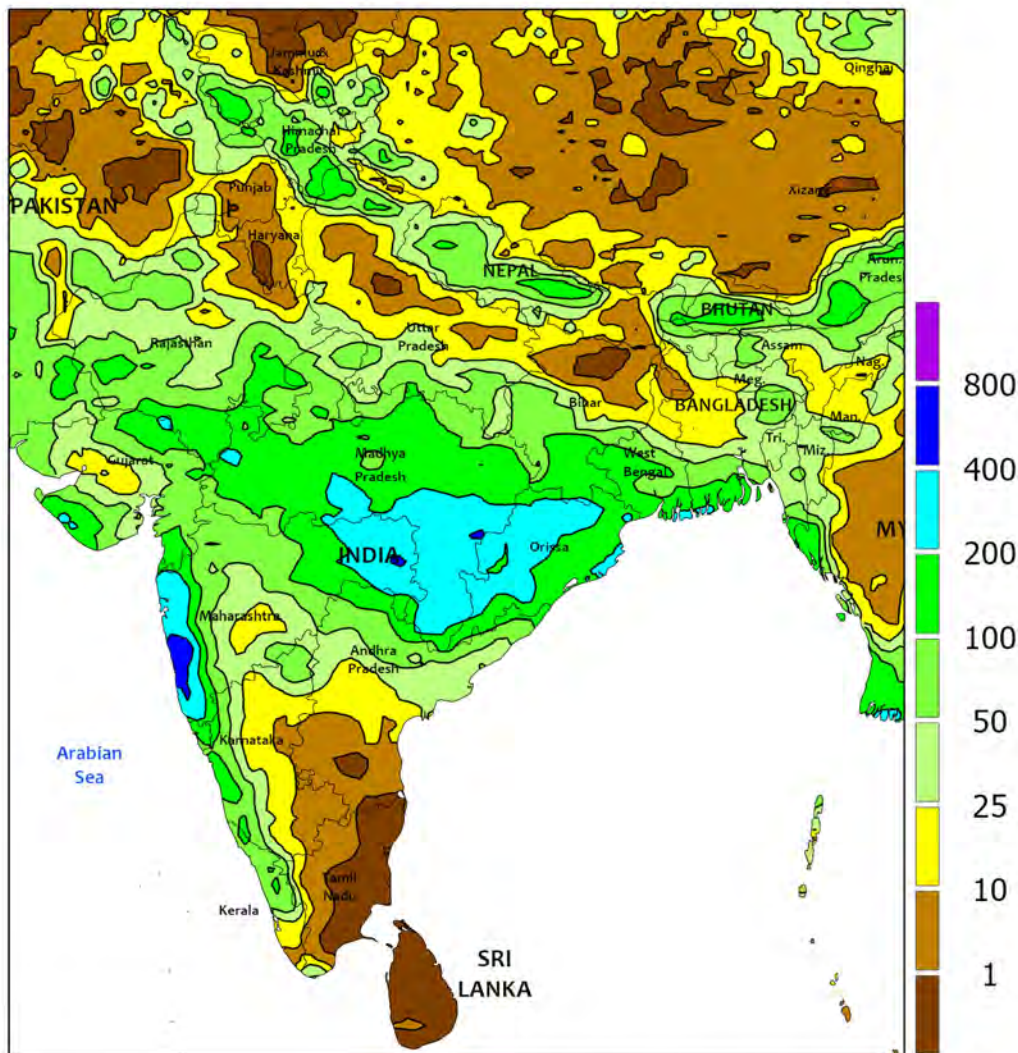 Jammu &
Kashmir
Qinghai
Himachal
Pradesh
Punjab
Xizang
PAKISTAN
Haryana
Arun.
Pradesh
NEPAL
BHUTAN
Uttar
Pradesh
Rajasthan
Assam
Nag.
Meg.
Bihar
BANGLADESH
Man.
Tri.
Miz.
Gujarat
Madhya
Pradesh
West
Bengal
INDIA
Orissa
MY
Maharashtra
Andhra
Pradesh
Karnataka
Arabian
Sea
Tamil
Nadu
Kerala
SRI
LANKA
800
400
200
100
50
25
10
1